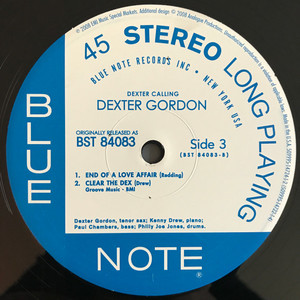 45 STEREO LONG PLAYING
BLUE NOTE RECORDS INC • NEW YORK USA
DEXTER CALLING
DEXTER GORDON
ORIGINALLY RELEASED AS
BST 84083
Side 3
(BST 84083-B)
1. END OF A LOVE AFFAIR (Redding)
2. CLEAR THE DEX (Drew)
Groove Music - BMI
Dexter Gordon, tenor sax; Kenny Drew, piano;
Paul Chambers, bass; Philly Joe Jones, drums.
BLUE
NOTE
®